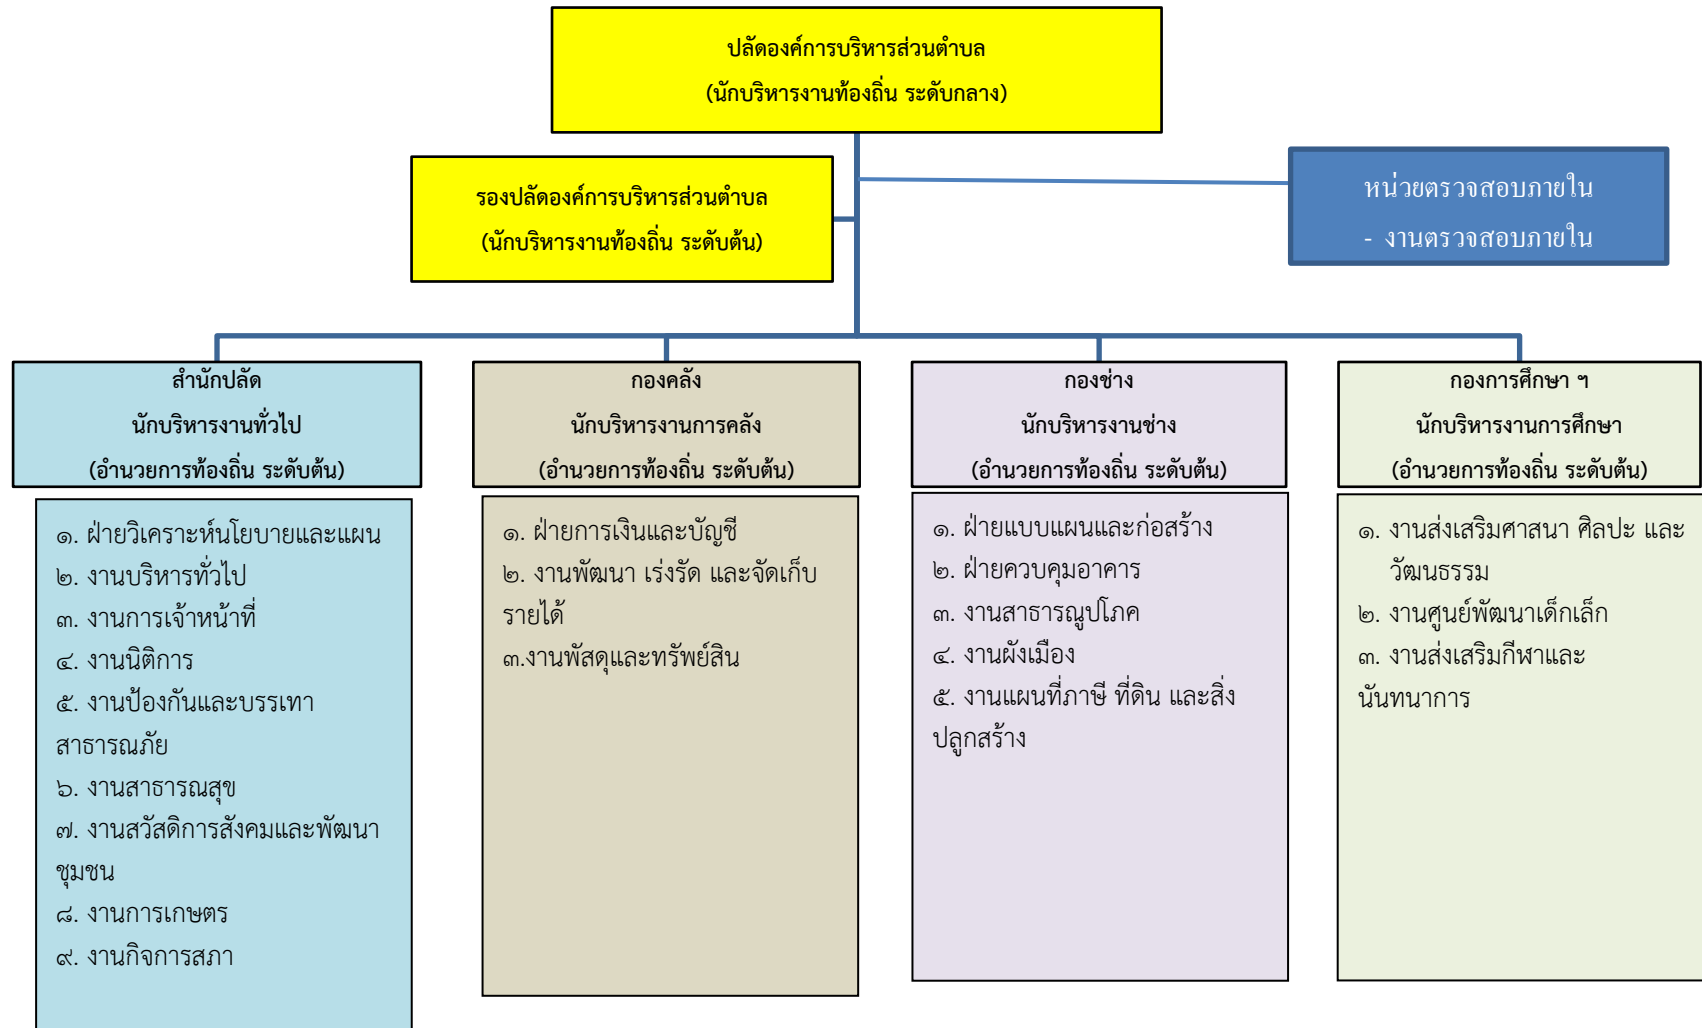 ปลัดองค์การบริหารส่วนตำบล
(นักบริหารงานท้องถิ่น ระดับกลาง)
รองปลัดองค์การบริหารส่วนตำบล
(นักบริหารงานท้องถิ่น ระดับต้น)
หน่วยตรวจสอบภายใน
- งานตรวจสอบภายใน
สำนักปลัด
นักบริหารงานทั่วไป
(อำนวยการท้องถิ่น ระดับต้น)
๑. ฝ่ายวิเคราะห์นโยบายและแผน
๒. งานบริหารทั่วไป
๓. งานการเจ้าหน้าที่
๔. งานนิติการ
๕. งานป้องกันและบรรเทา
สาธารณภัย
๖. งานสาธารณสุข
๗. งานสวัสดิการสังคมและพัฒนา
ชุมชน
๘. งานการเกษตร
๙. งานกิจการสภา
กองคลัง
นักบริหารงานการคลัง
(อำนวยการท้องถิ่น ระดับต้น)
๑. ฝ่ายการเงินและบัญชี
๒. งานพัฒนา เร่งรัด และจัดเก็บ
รายได้
๓.งานพัสดุและทรัพย์สิน
กองช่าง
นักบริหารงานช่าง
(อำนวยการท้องถิ่น ระดับต้น)
๑. ฝ่ายแบบแผนและก่อสร้าง
๒. ฝ่ายควบคุมอาคาร
๓. งานสาธารณูปโภค
๔. งานผังเมือง
๕. งานแผนที่ภาษี ที่ดิน และสิ่ง
ปลูกสร้าง
กองการศึกษา ฯ
นักบริหารงานการศึกษา
(อำนวยการท้องถิ่น ระดับต้น)
๑. งานส่งเสริมศาสนา ศิลปะ และ
วัฒนธรรม
๒. งานศูนย์พัฒนาเด็กเล็ก
๓. งานส่งเสริมกีฬาและ
นันทนาการ